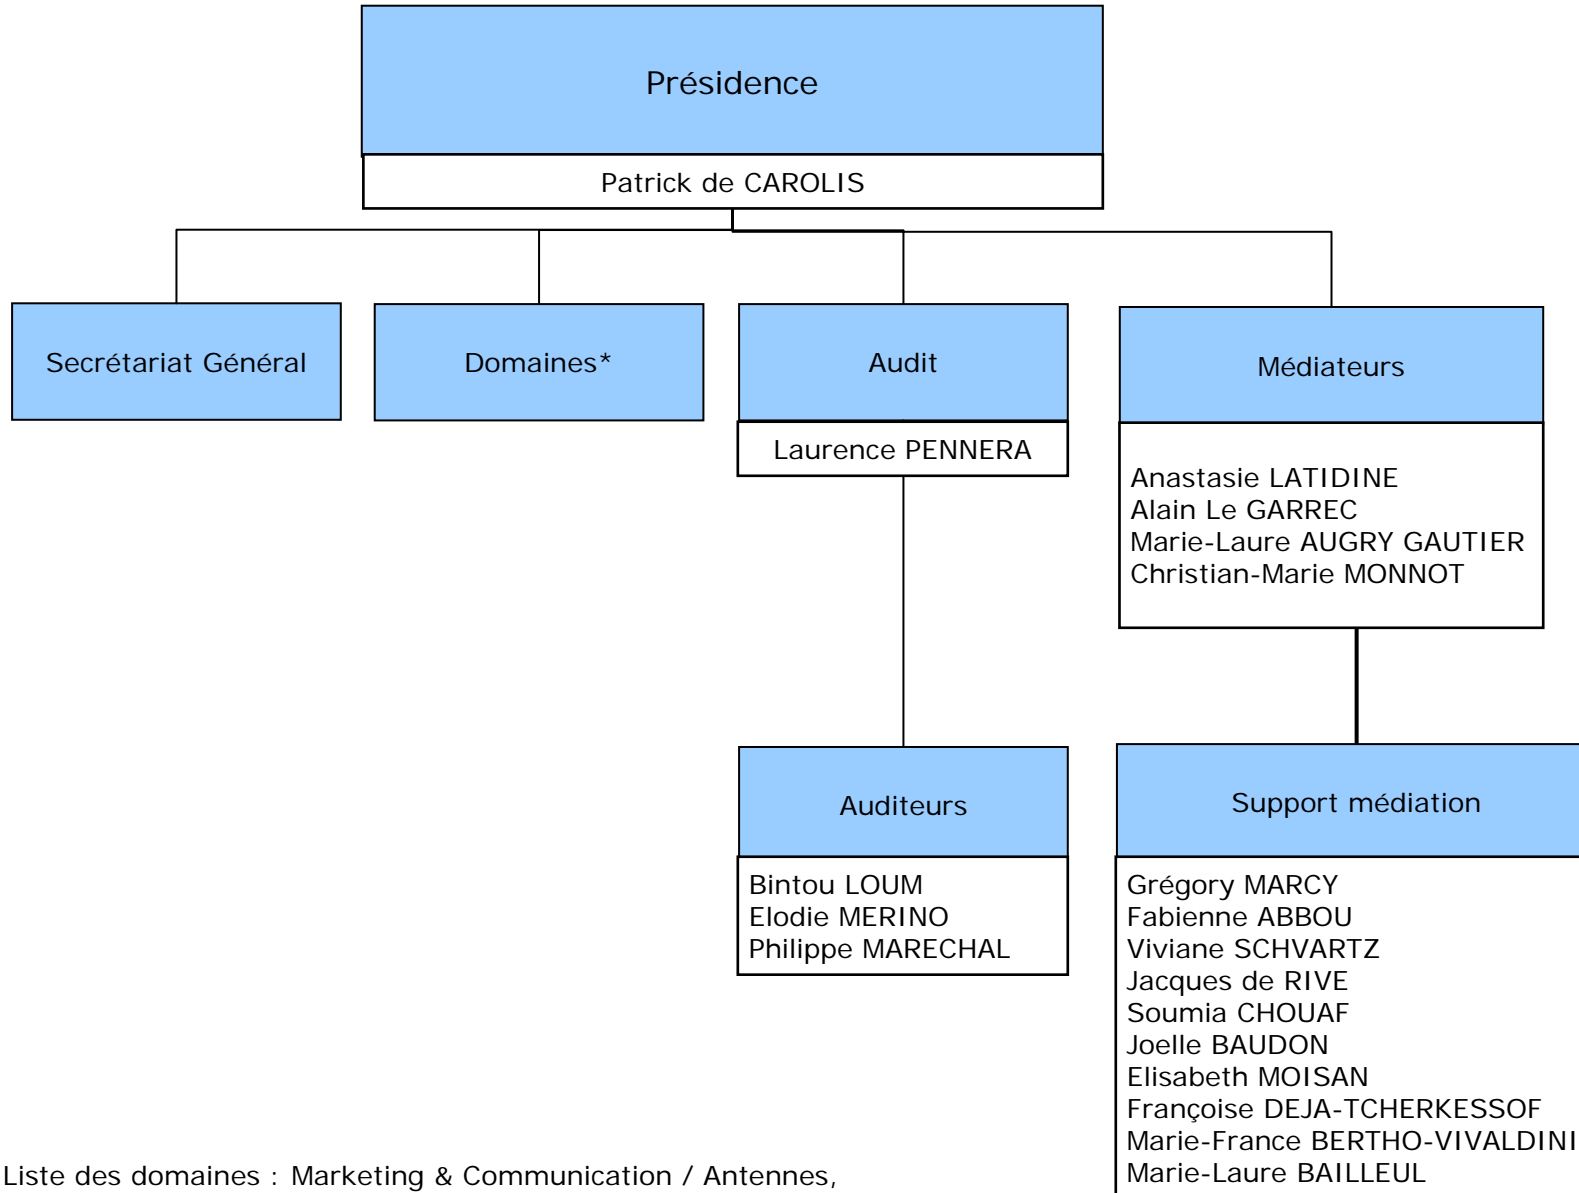 Présidence
Patrick de CAROLIS
Secrétariat Général
Domaines*
Audit
Laurence PENNERA
Médiateurs
Anastasie LATIDINE
Alain Le GARREC
Marie-Laure AUGRY GAUTIER
Christian-Marie MONNOT
Auditeurs
Bintou LOUM
Elodie MERINO
Philippe MARECHAL
Support médiation
Grégory MARCY
Fabienne ABBOU
Viviane SCHVARTZ
Jacques de RIVE
Soumia CHOUAF
Joelle BAUDON
Elisabeth MOISAN
Françoise DEJA-TCHERKESSOF
Marie-France BERTHO-VIVALDINI
Marie-Laure BAILLEUL
Liste des domaines : Marketing & Communication / Antennes,